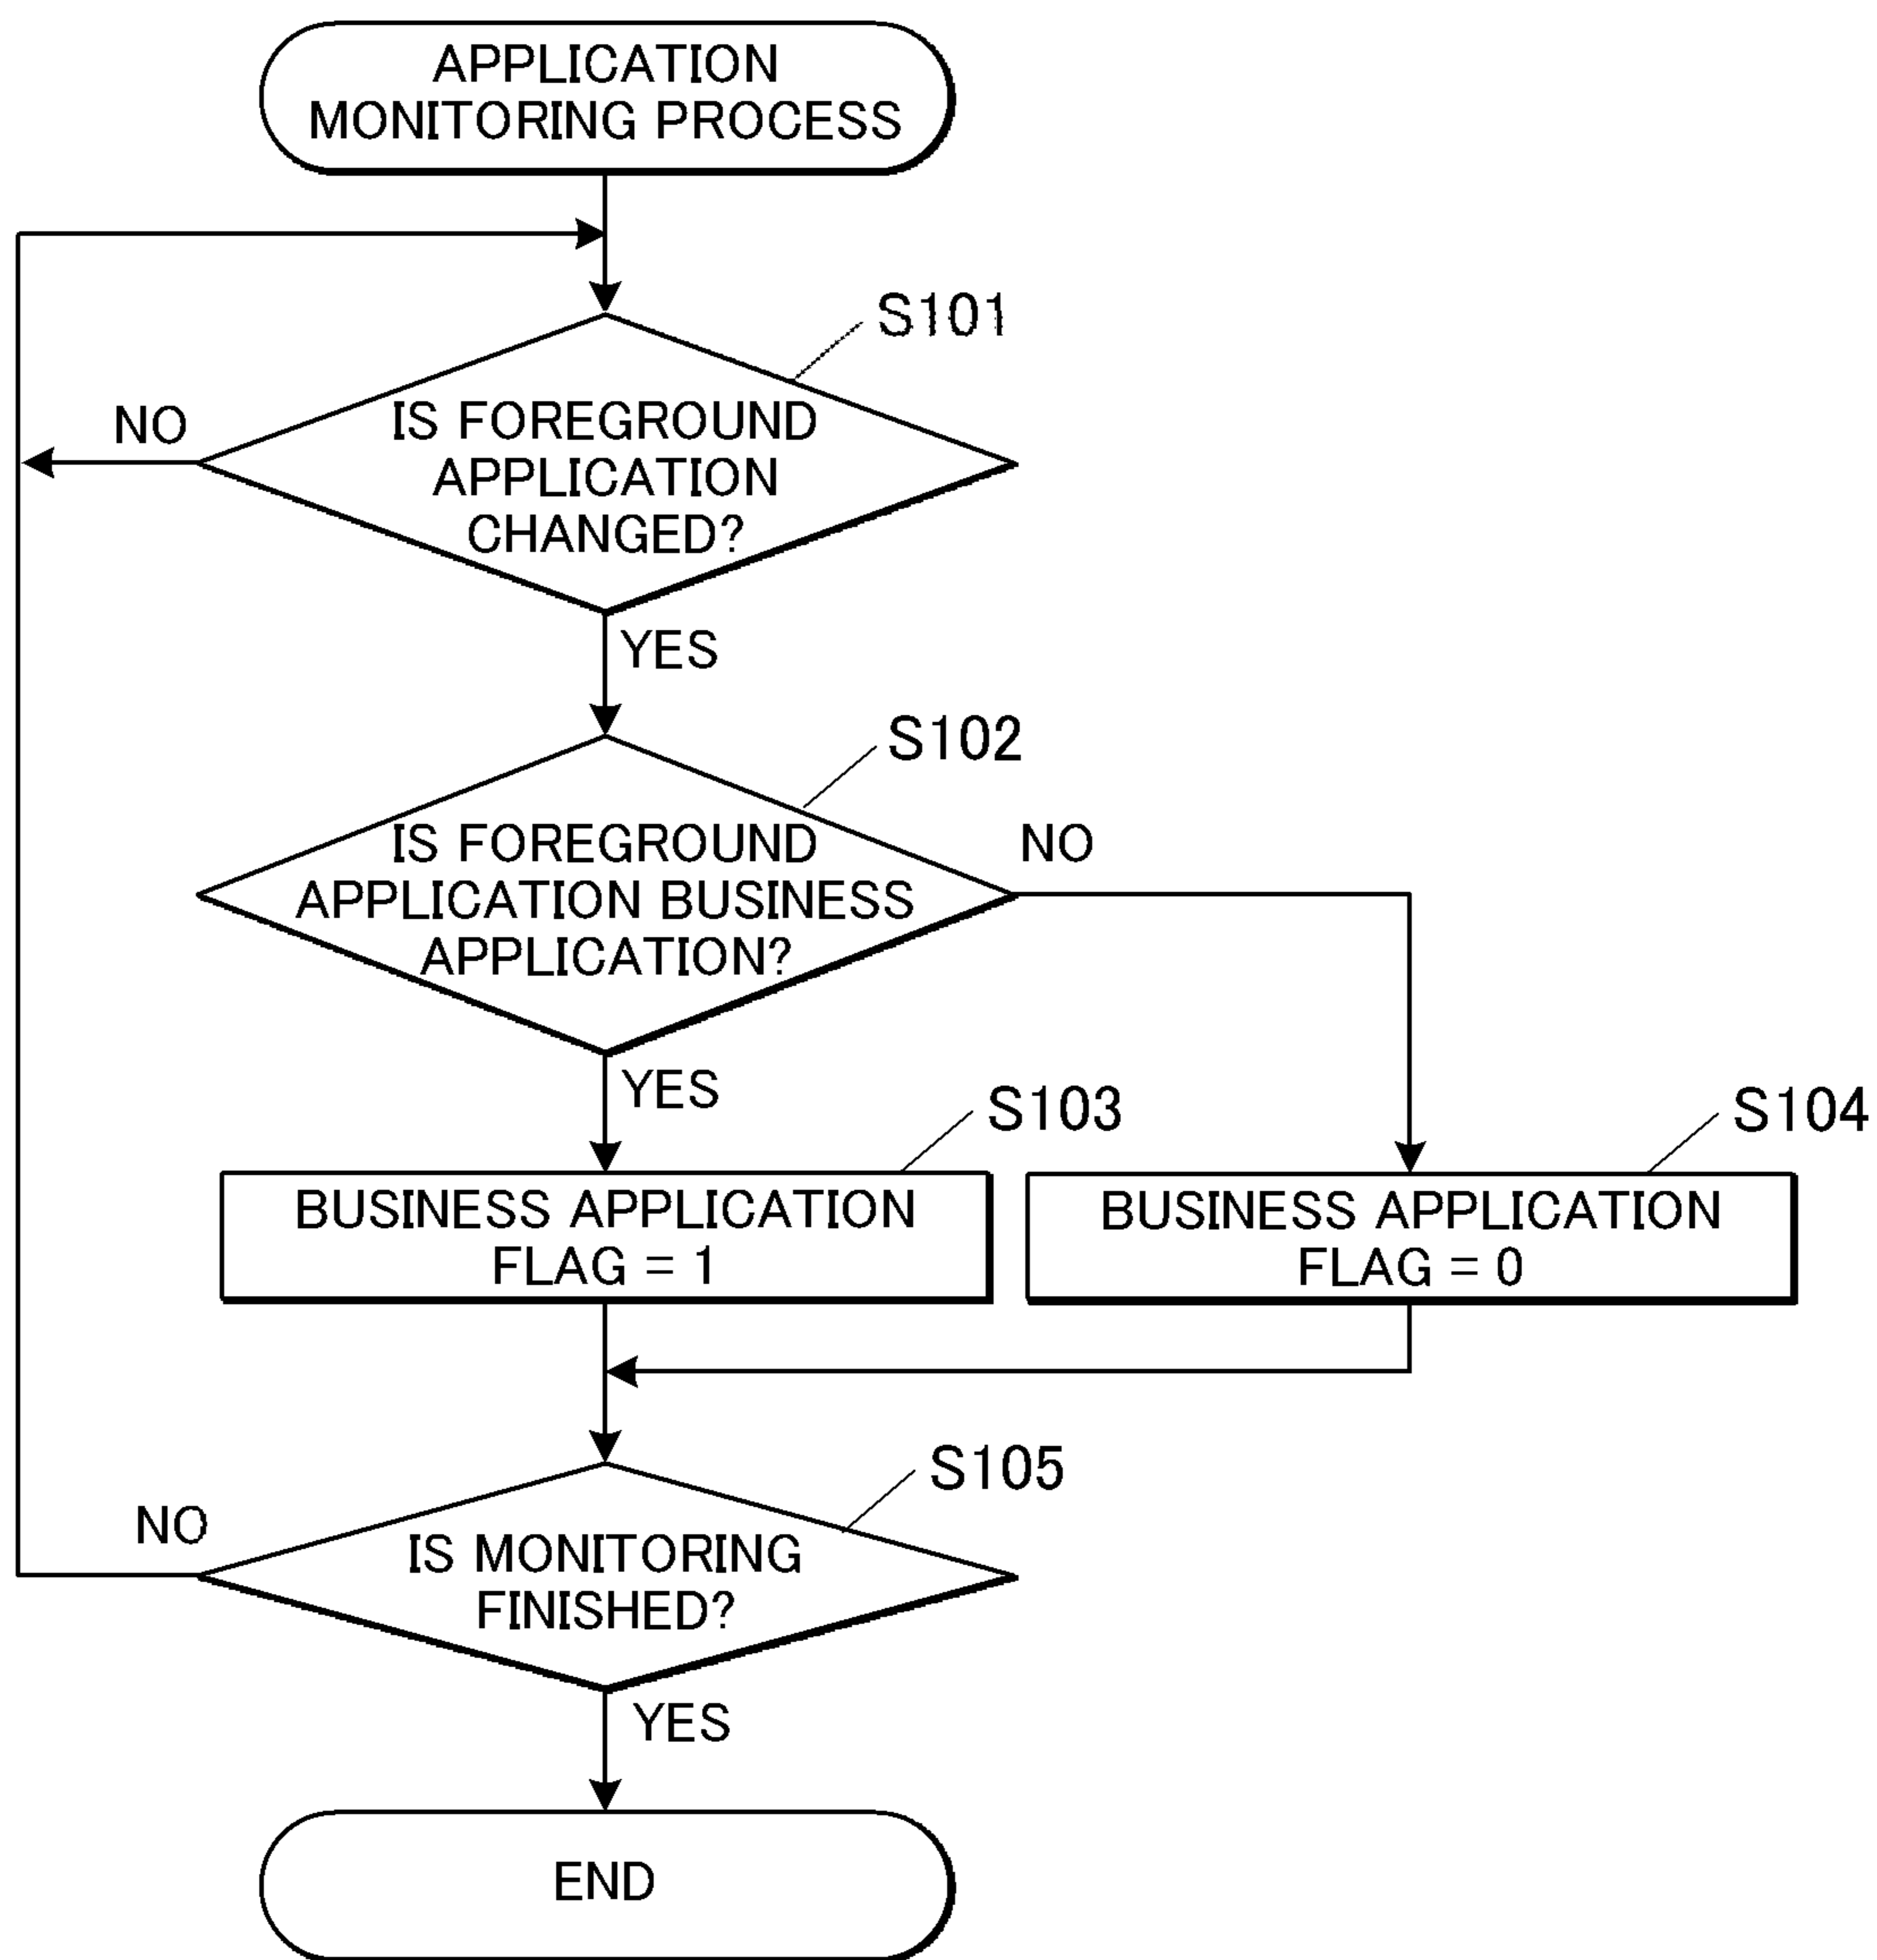 APPLICATION
MONITORING PROCESS
S101
IS FOREGROUND
APPLICATION
CHANGED?
NO
YES
S102
IS FOREGROUND
APPLICATION BUSINESS
APPLICATION?
NO
YES
S103
BUSINESS APPLICATION
FLAG = 1
S104
BUSINESS APPLICATION
FLAG = 0
S105
IS MONITORING
FINISHED?
NO
YES
END